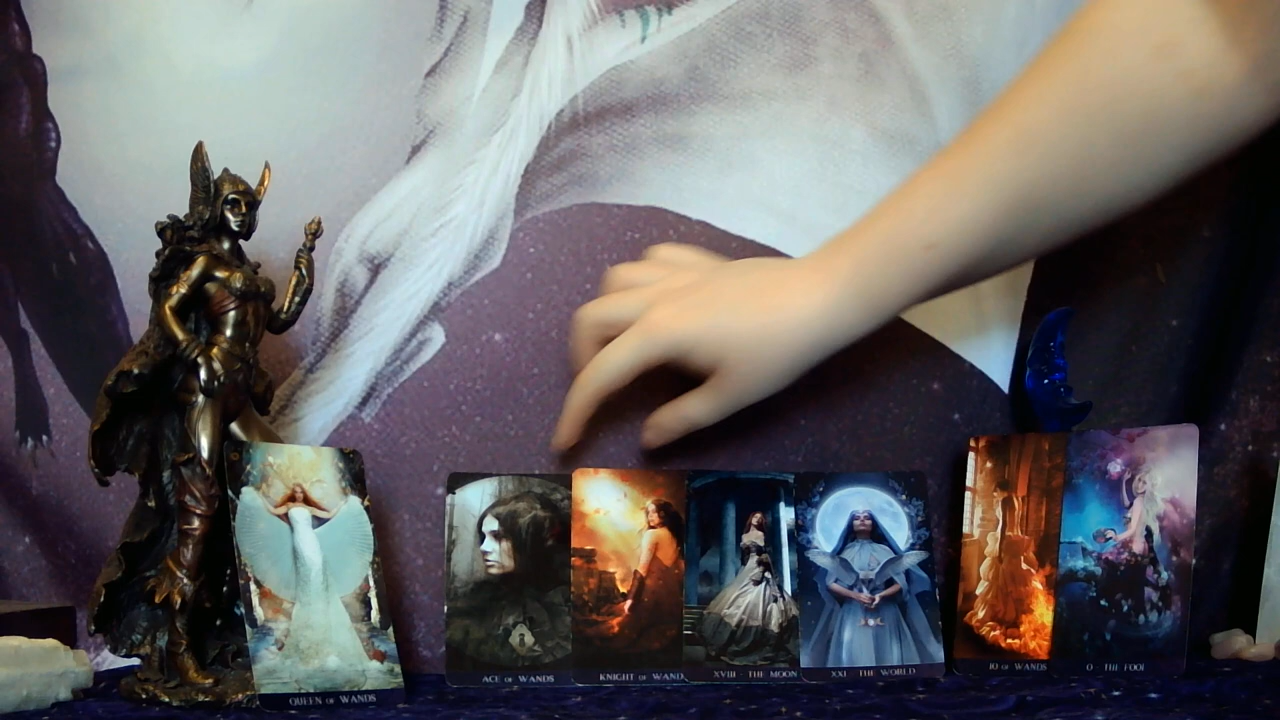 QUEEN OF WANDS
ACE OF WANDS
KNIGHT OF WAND
XVIII · THE MOON
XXI · THE WORLD
10 OF WANDS
0 · THE FOOL